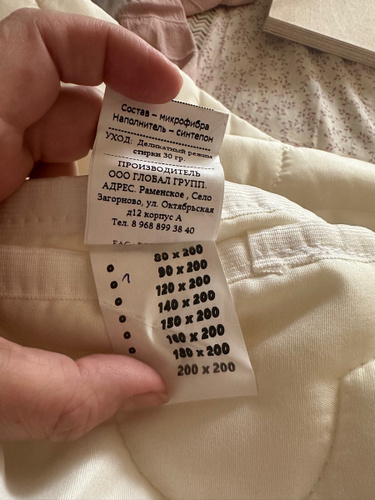 Состав – микрофибра
Наполнитель – синтепон
УХОД: Деликатный режим
стирки 30 гр.
ПРОИЗВОДИТЕЛЬ
ООО ГЛОБАЛ ГРУПП.
АДРЕС. Раменское , Село
Загорново, ул. Октябрьская
д12 корпус А
Тел. 8 968 899 38 40
80 x 200
90 x 200
120 x 200
140 x 200
150 x 200
160 x 200
180 x 200
200 x 200